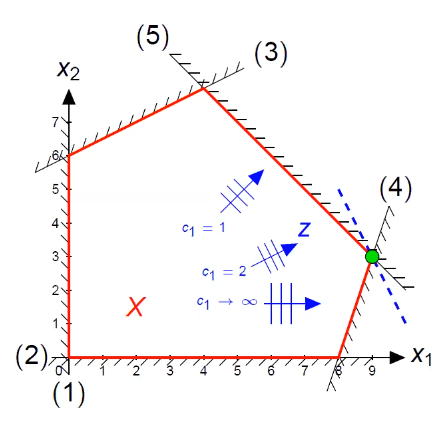 (5)
(3)
x₂
7
6
5
4
3
2
1
0
(4)
c₁ = 1
z
c₁ = 2
c₁ → ∞
X
(2)
0 1 2 3 4 5 6 7 8 9
x₁
(1)